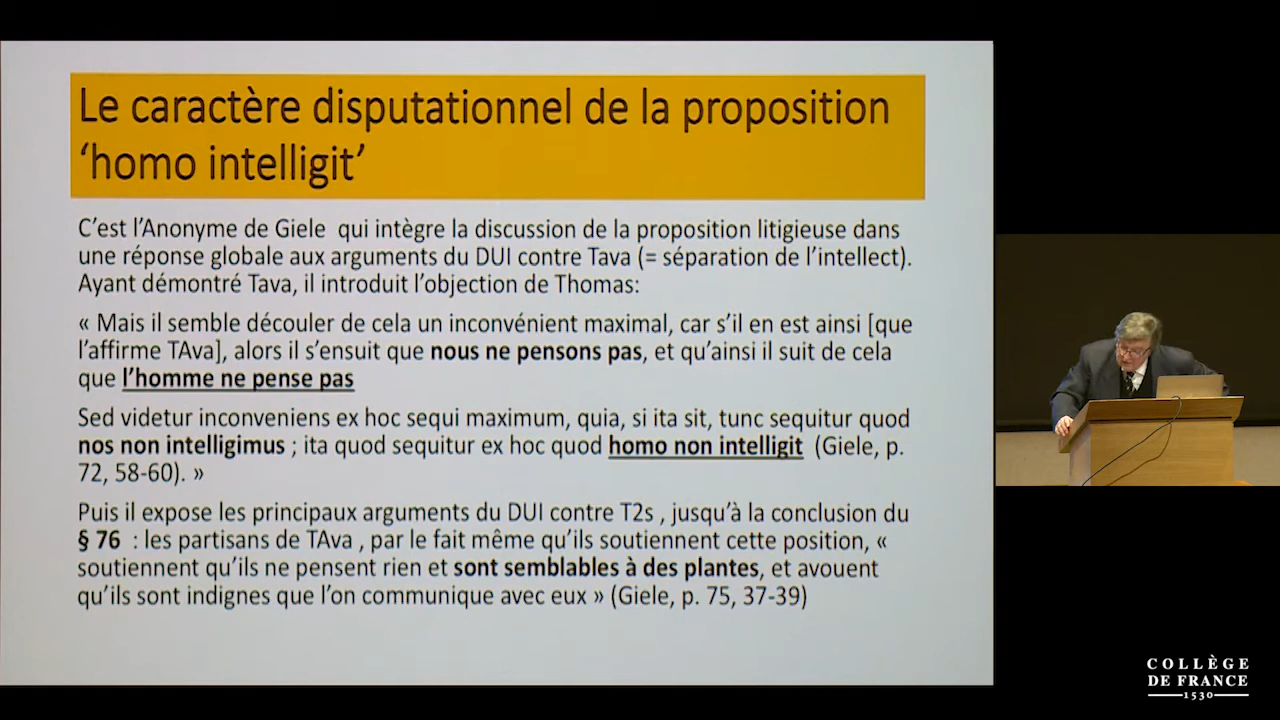 Le caractère disputationnel de la proposition
‘homo intelligit’
C’est l’Anonyme de Giele qui intègre la discussion de la proposition litigieuse dans
une réponse globale aux arguments du DUI contre Tava (= séparation de l’intellect).
Ayant démontré Tava, il introduit l’objection de Thomas:
« Mais il semble découler de cela un inconvénient maximal, car s’il en est ainsi [que
l’affirme TAva], alors il s’ensuit que nous ne pensons pas, et qu’ainsi il suit de cela
que l’homme ne pense pas
Sed videtur inconveniens ex hoc sequi maximum, quia, si ita sit, tunc sequitur quod
nos non intelligimus ; ita quod sequitur ex hoc quod homo non intelligit (Giele, p.
72, 58-60). »
Puis il expose les principaux arguments du DUI contre T2s , jusqu’à la conclusion du
§ 76 : les partisans de TAva , par le fait même qu’ils soutiennent cette position, «
soutiennent qu’ils ne pensent rien et sont semblables à des plantes, et avouent
qu’ils sont indignes que l’on communique avec eux » (Giele, p. 75, 37-39)
COLLÈGE
DE FRANCE
1530